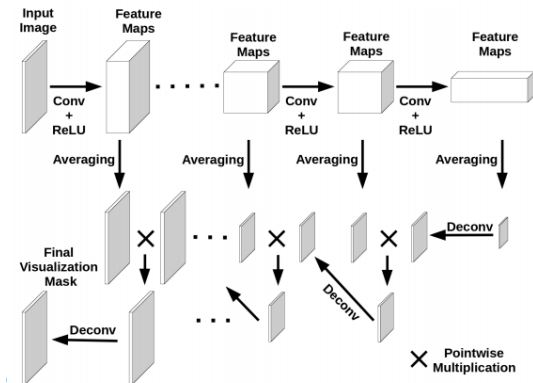 Input
Image
Feature
Maps
Feature
Maps
Feature
Maps
Feature
Maps
Conv
+
ReLU
Conv
+
ReLU
Conv
+
ReLU
Averaging
Averaging
Averaging
Averaging
Deconv
Final
Visualization
Mask
Deconv
Deconv
Pointwise
Multiplication